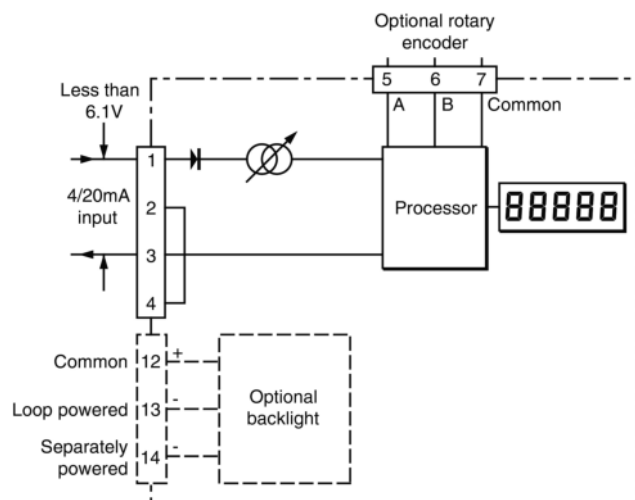 Optional rotary
encoder
5 6 7
A B Common
Less than
6.1V
1
4/20mA
input
2
3
4
Processor
88888
Common 12 +
Loop powered 13 -
Separately
powered 14 -
Optional
backlight